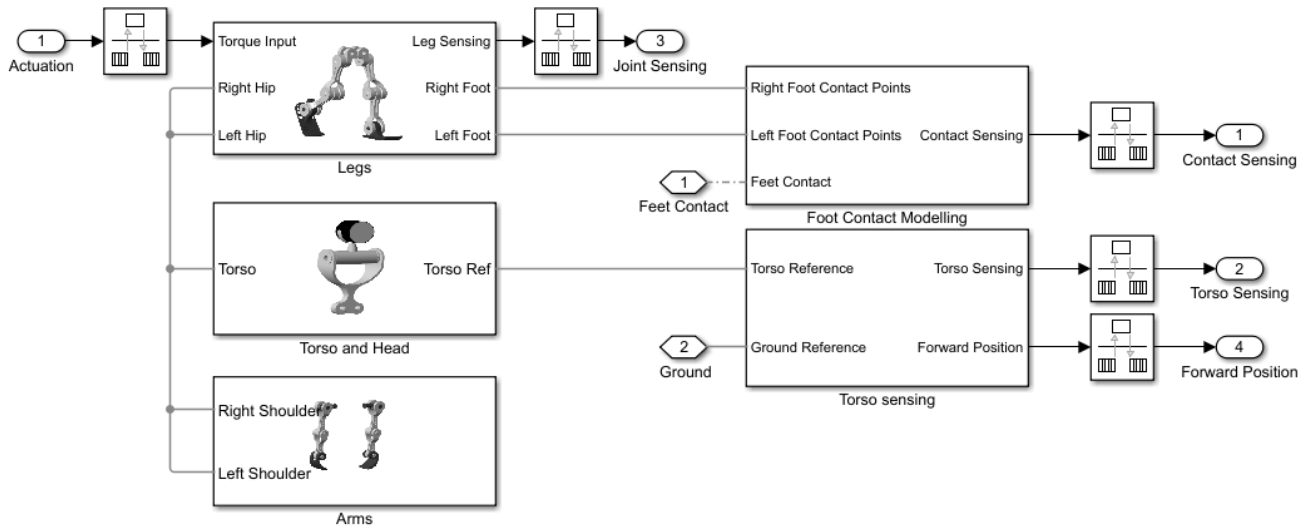 1
Actuation
Torque Input
Leg Sensing
3
Joint Sensing
Right Hip
Right Foot
Left Hip
Left Foot
Legs
Right Foot Contact Points
Left Foot Contact Points
Contact Sensing
1
Contact Sensing
1
Feet Contact
Feet Contact
Foot Contact Modelling
Torso
Torso Ref
Torso and Head
Torso Reference
Torso Sensing
2
Torso Sensing
2
Ground
Ground Reference
Forward Position
4
Forward Position
Torso sensing
Right Shoulder
Left Shoulder
Arms